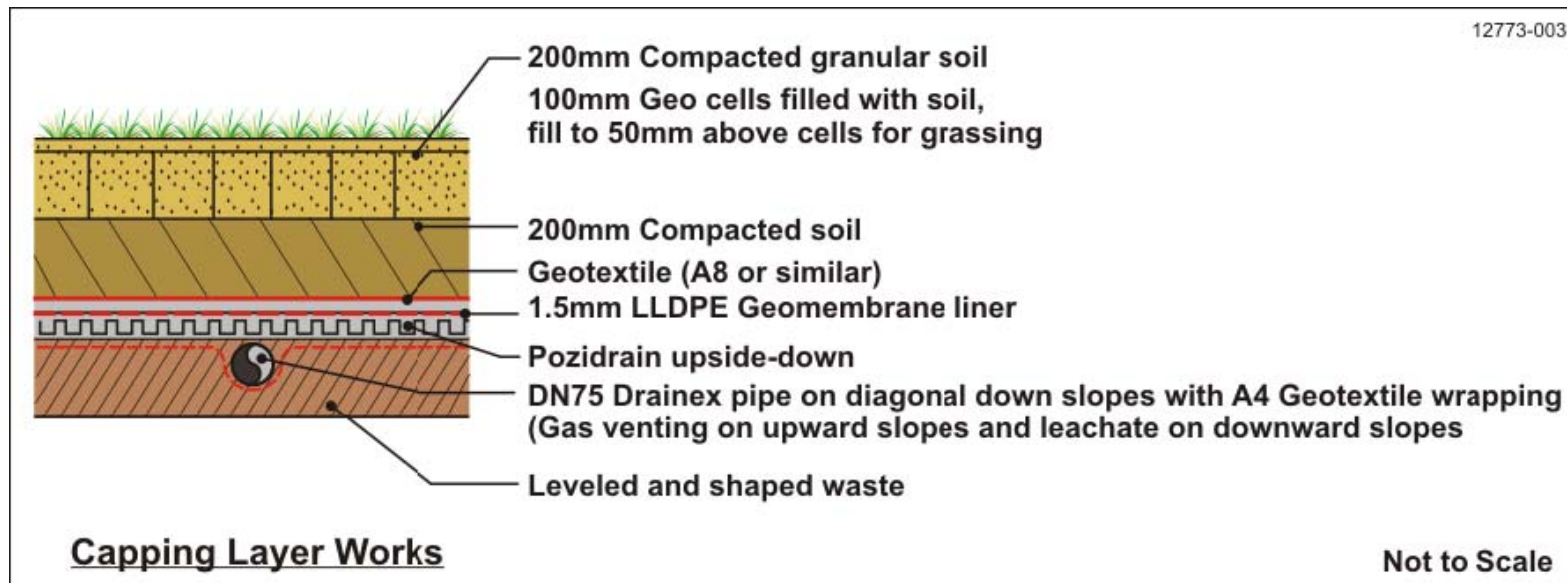 12773-003
200mm Compacted granular soil
100mm Geo cells filled with soil,
fill to 50mm above cells for grassing
200mm Compacted soil
Geotextile (A8 or similar)
1.5mm LLDPE Geomembrane liner
Pozidrain upside-down
DN75 Drainex pipe on diagonal down slopes with A4 Geotextile wrapping
(Gas venting on upward slopes and leachate on downward slopes
Leveled and shaped waste
Capping Layer Works
Not to Scale